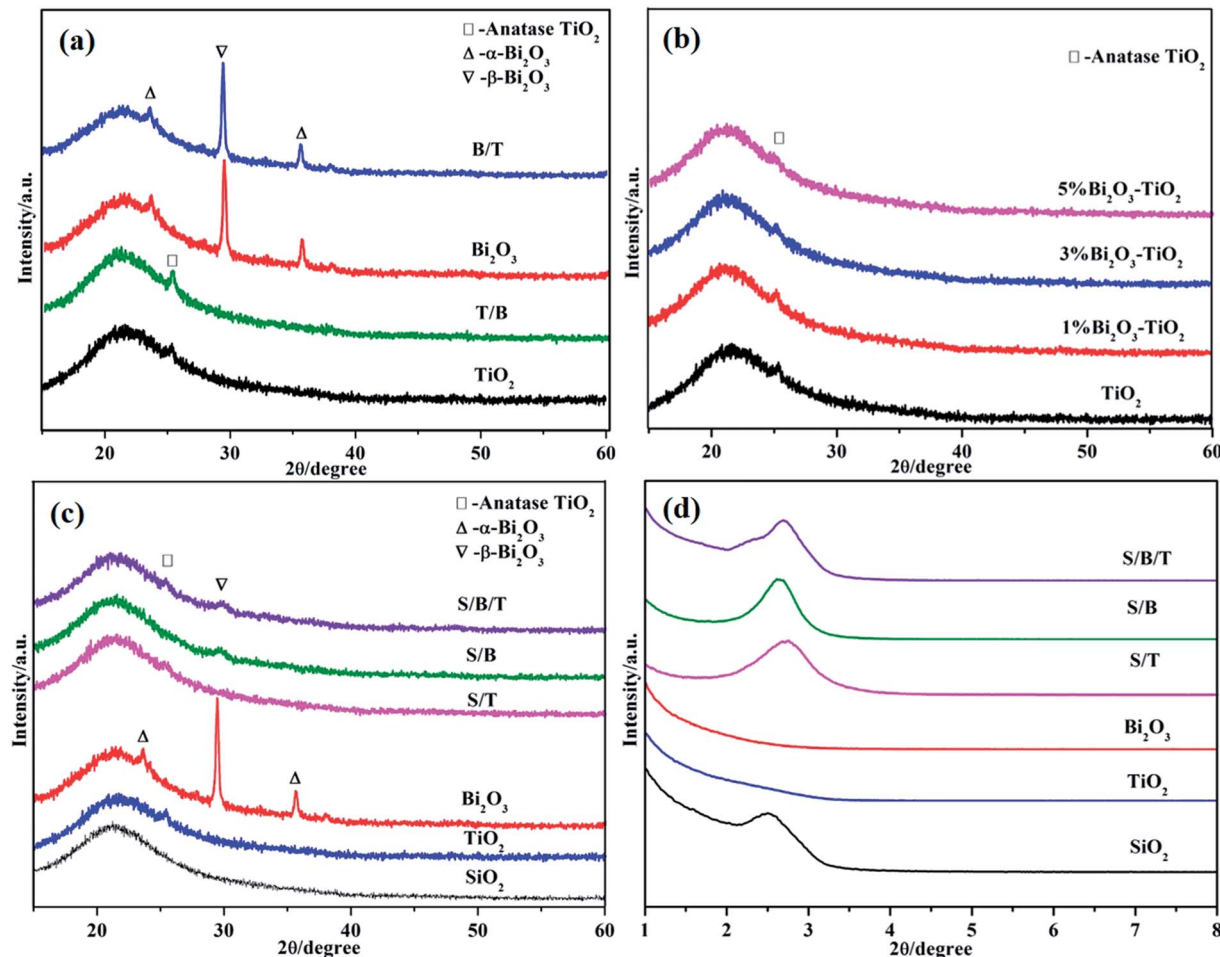 (a)
□ -Anatase TiO₂
Δ -α-Bi₂O₃
∇ -β-Bi₂O₃
∇
Δ
Δ
B/T
Bi₂O₃
□
T/B
TiO₂
Intensity/a.u.
20 30 40 50 60
2θ/degree
(b)
□ -Anatase TiO₂
□
5%Bi₂O₃-TiO₂
3%Bi₂O₃-TiO₂
1%Bi₂O₃-TiO₂
TiO₂
Intensity/a.u.
20 30 40 50 60
2θ/degree
(c)
□ -Anatase TiO₂
Δ -α-Bi₂O₃
∇ -β-Bi₂O₃
□
∇
S/B/T
S/B
S/T
Δ
Δ
Bi₂O₃
TiO₂
SiO₂
Intensity/a.u.
20 30 40 50 60
2θ/degree
(d)
S/B/T
S/B
S/T
Bi₂O₃
TiO₂
SiO₂
Intensity/a.u.
1 2 3 4 5 6 7 8
2θ/degree